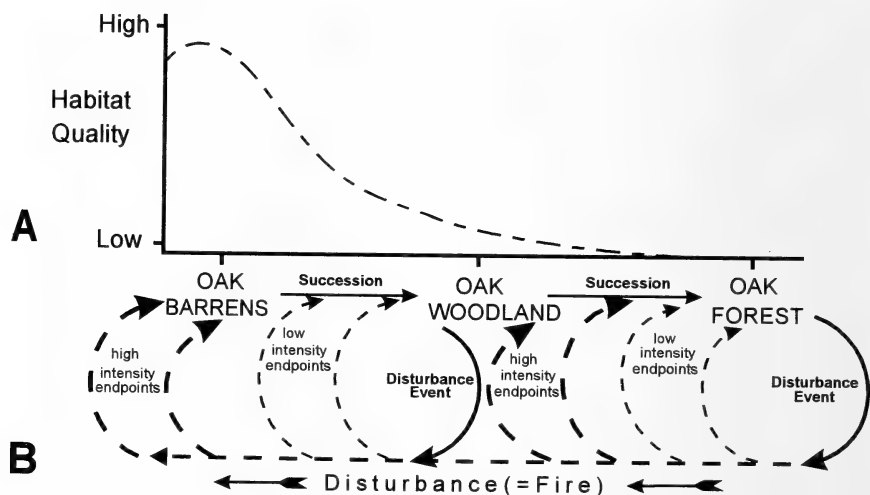 High
Habitat
Quality
A
Low
OAK
BARRENS
Succession
OAK
WOODLAND
Succession
OAK
FOREST
high
intensity
endpoints
low
intensity
endpoints
Disturbance
Event
high
intensity
endpoints
low
intensity
endpoints
Disturbance
Event
B
Disturbance(=Fire)